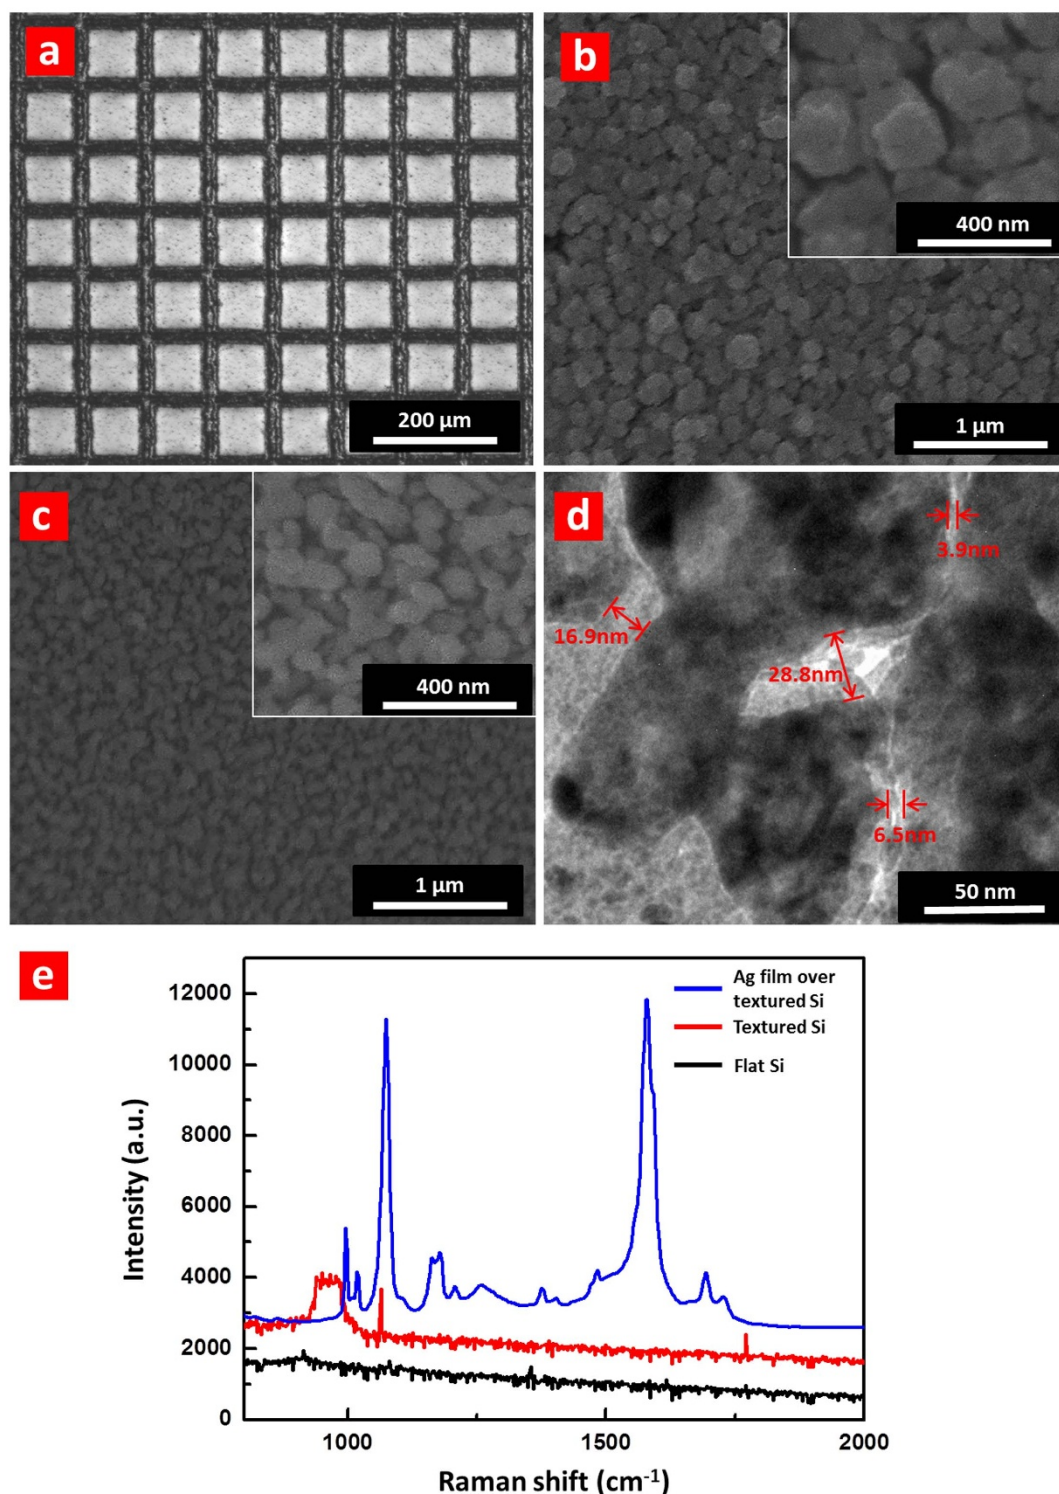 a
200 µm
b
400 nm
1 µm
c
400 nm
1 µm
d
3.9nm
16.9nm
28.8nm
6.5nm
50 nm
e
12000
10000
8000
6000
4000
2000
0
Intensity (a.u.)
Ag film over
textured Si
Textured Si
Flat Si
1000
1500
2000
Raman shift (cm⁻¹)